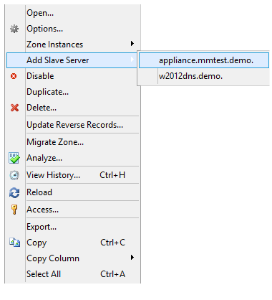 Open...
Options...
Zone Instances
Add Slave Server
appliance.mmtest.demo.
w2012dns.demo.
Disable
Duplicate...
Delete...
Update Reverse Records...
Migrate Zone...
Analyze...
View History... Ctrl+H
Reload
Access...
Export...
Copy Ctrl+C
Copy Column
Select All Ctrl+A